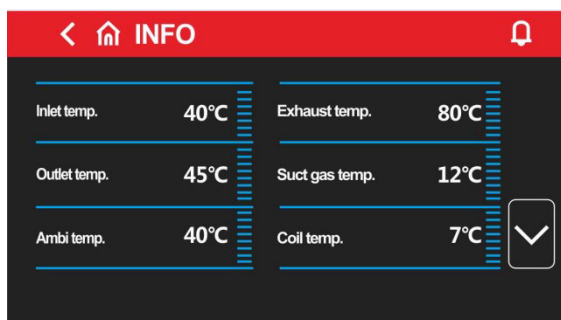 INFO
Inlet temp. 40℃ Exhaust temp. 80℃
Outlet temp. 45℃ Suct gas temp. 12℃
Ambi temp. 40℃ Coil temp. 7℃